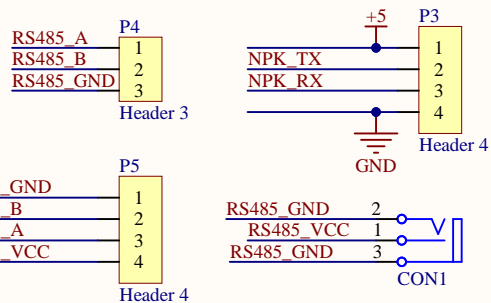 P4
RS485_A 1
RS485_B 2
RS485_GND 3
Header 3
+5
P3
1
NPK_TX 2
NPK_RX 3
4
Header 4
GND
P5
_GND 1
_B 2
_A 3
_VCC 4
Header 4
RS485_GND 2
RS485_VCC 1
RS485_GND 3
CON1